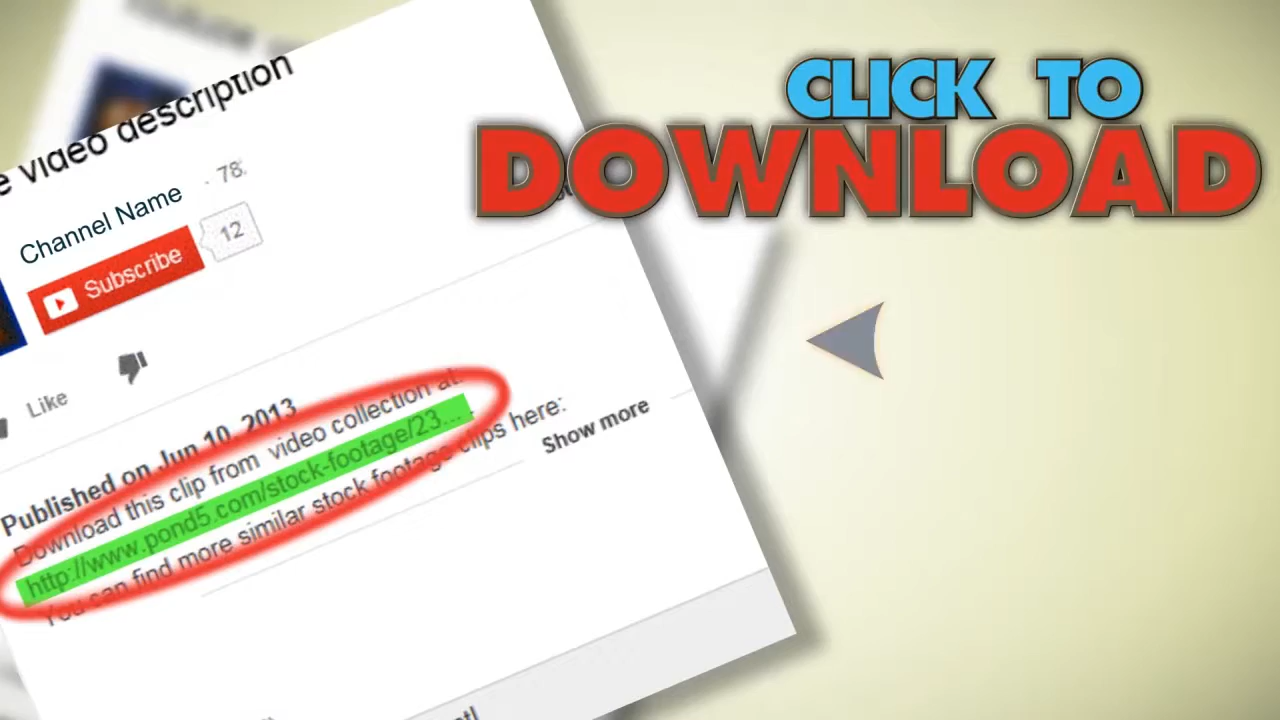 CLICK TO
DOWNLOAD
e video description
Channel Name
78
Subscribe
12
Like
Published on Jun 10, 2013
Download this clip from video collection at:
http://www.pond5.com/stock-footage/23...
You can find more similar stock footage clips here:
Show more